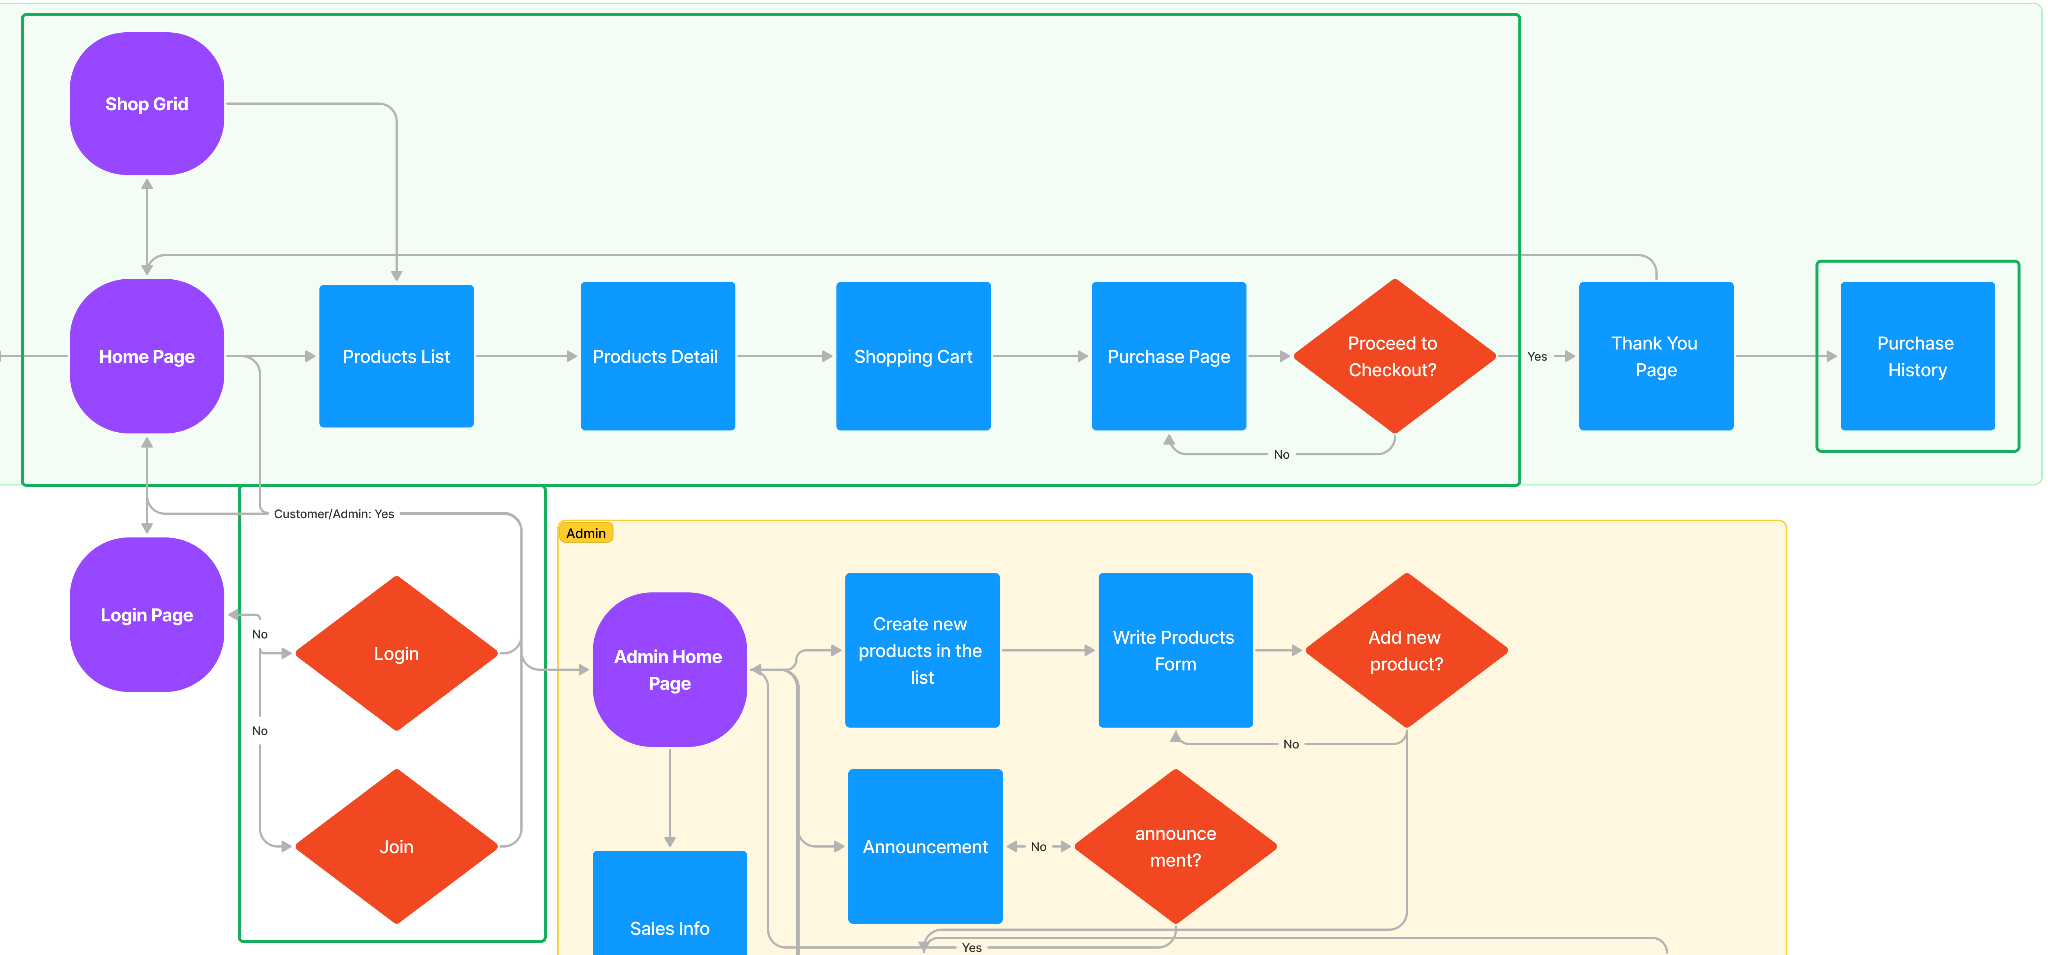 Shop Grid
Home Page
Products List
Products Detail
Shopping Cart
Purchase Page
Proceed to
Checkout?
Yes
Thank You
Page
Purchase
History
No
Customer/Admin: Yes
Login Page
No
Login
No
Join
Admin
Admin Home
Page
Create new
products in the
list
Write Products
Form
Add new
product?
No
Announcement
No
announce
ment?
Sales Info
Yes